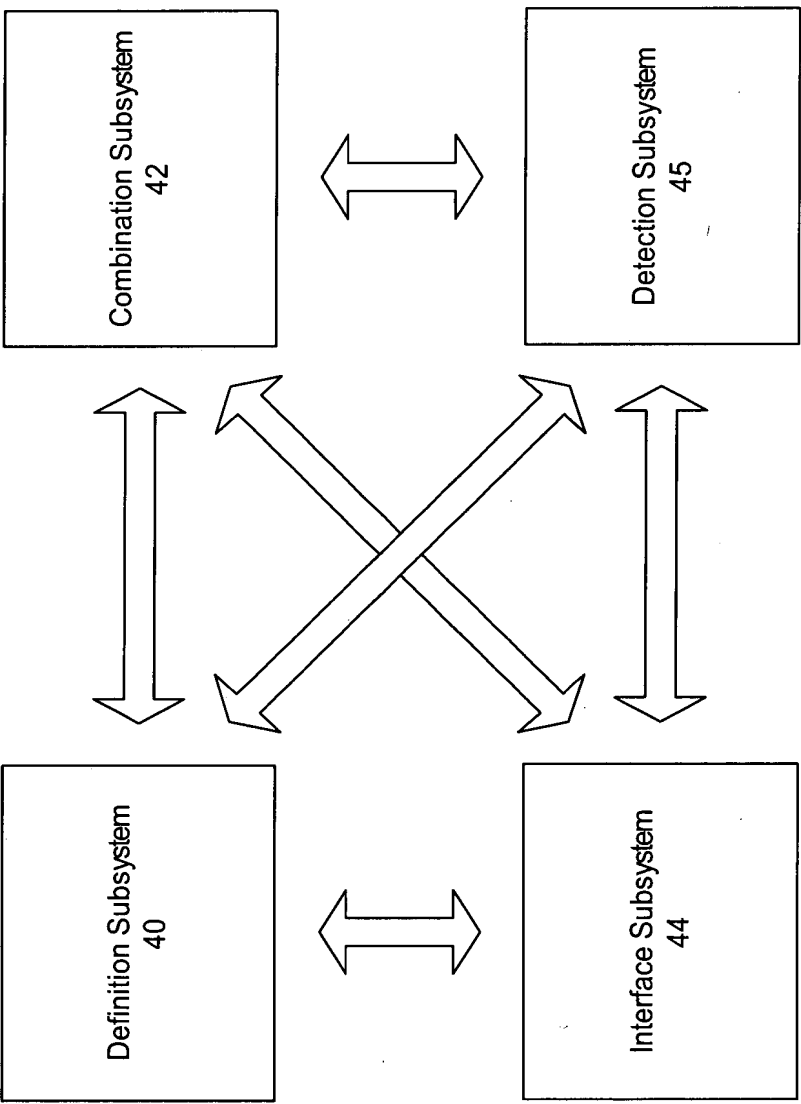 Definition Subsystem
40
Combination Subsystem
42
Interface Subsystem
44
Detection Subsystem
45